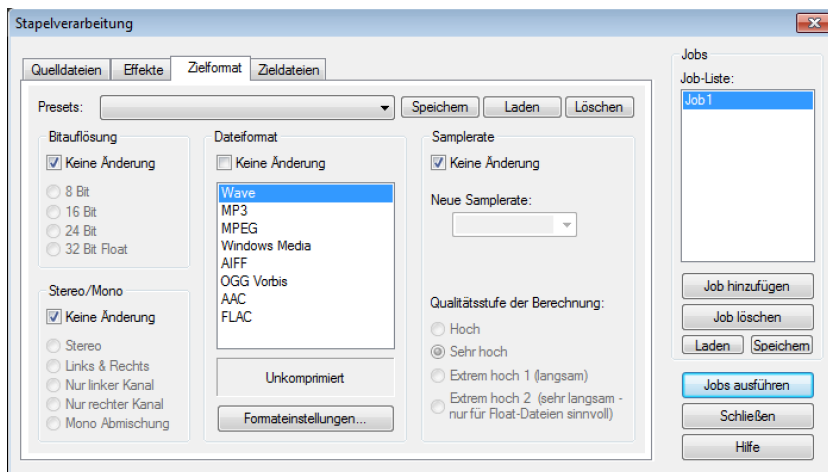 Stapelverarbeitung
Quelldateien
Effekte
Zielformat
Zieldateien
Presets:
Speichern
Laden
Löschen
Bitauflösung
Keine Änderung
8 Bit
16 Bit
24 Bit
32 Bit Float
Stereo/Mono
Keine Änderung
Stereo
Links & Rechts
Nur linker Kanal
Nur rechter Kanal
Mono Abmischung
Dateiformat
Keine Änderung
Wave
MP3
MPEG
Windows Media
AIFF
OGG Vorbis
AAC
FLAC
Unkomprimiert
Formateinstellungen...
Samplerate
Keine Änderung
Neue Samplerate:
Qualitätsstufe der Berechnung:
Hoch
Sehr hoch
Extrem hoch 1 (langsam)
Extrem hoch 2 (sehr langsam -
nur für Float-Dateien sinnvoll)
Jobs
Job-Liste:
Job1
Job hinzufügen
Job löschen
Laden
Speichern
Jobs ausführen
Schließen
Hilfe